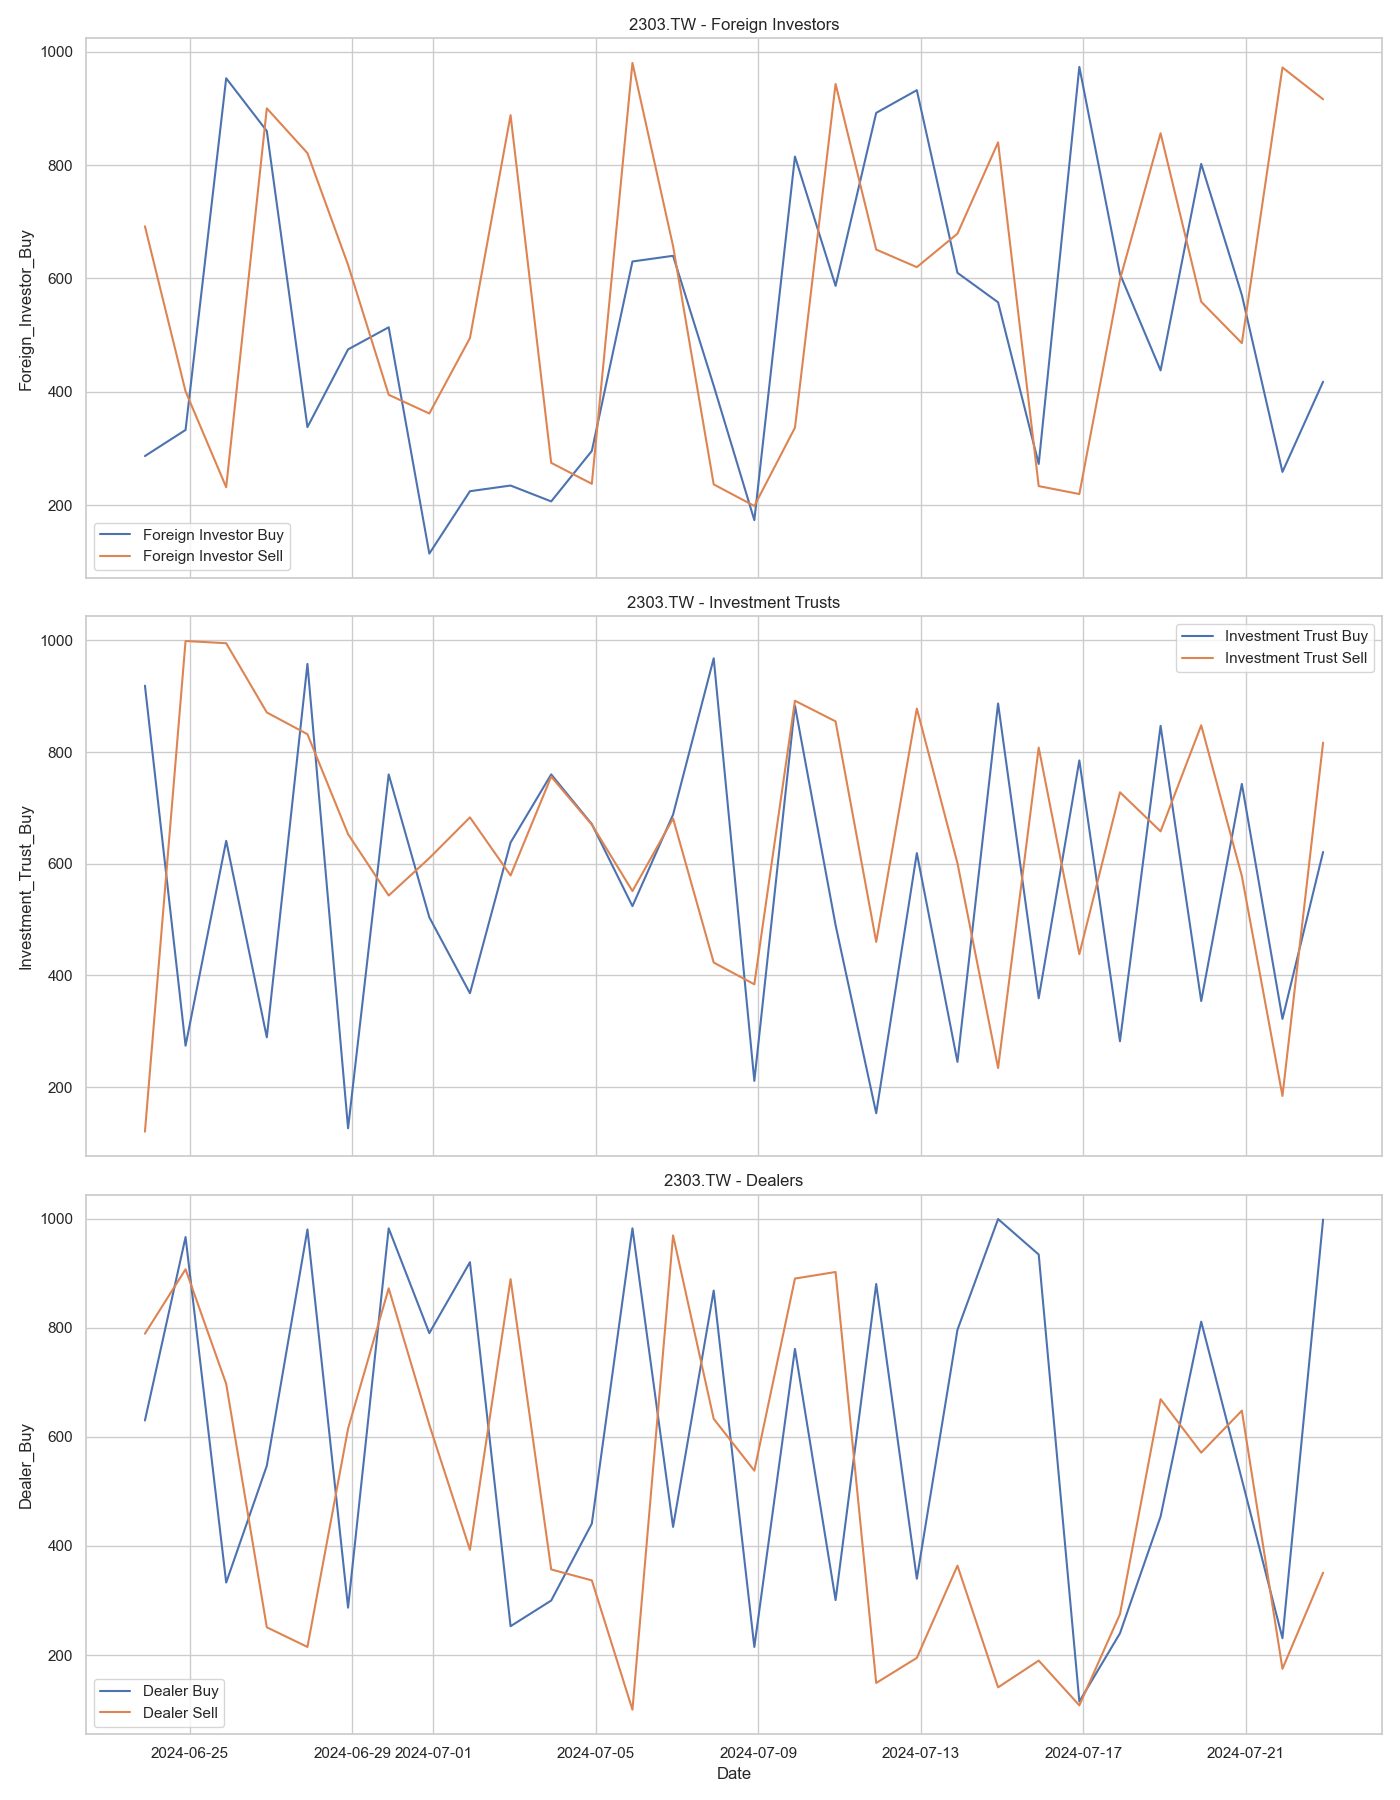 2303.TW - Foreign Investors
1000
800
600
400
200
Foreign_Investor_Buy
Foreign Investor Buy
Foreign Investor Sell
2303.TW - Investment Trusts
1000
800
600
400
200
Investment_Trust_Buy
Investment Trust Buy
Investment Trust Sell
2303.TW - Dealers
1000
800
600
400
200
Dealer_Buy
Dealer Buy
Dealer Sell
2024-06-25 2024-06-29 2024-07-01 2024-07-05 2024-07-09 2024-07-13 2024-07-17 2024-07-21
Date